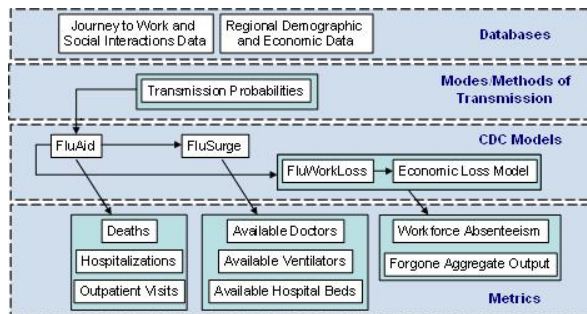 Journey to Work and
Social Interactions Data
Regional Demographic
and Economic Data
Databases
Transmission Probabilities
Modes/Methods of
Transmission
CDC Models
FluAid
FluSurge
FluWorkLoss
Economic Loss Model
Deaths
Hospitalizations
Outpatient Visits
Available Doctors
Available Ventilators
Available Hospital Beds
Workforce Absenteeism
Forgone Aggregate Output
Metrics